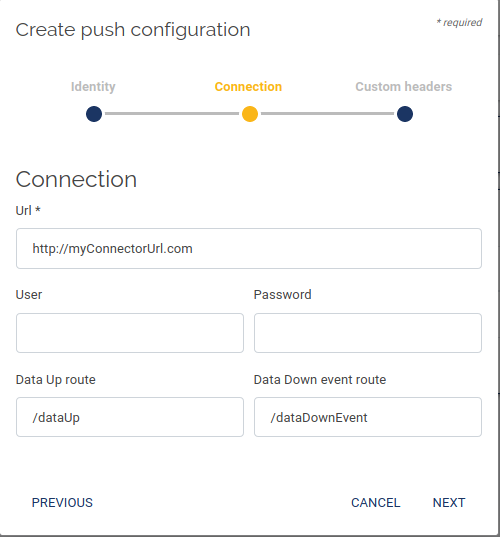 Create push configuration
* required
Identity Connection Custom headers
Connection
Url *
http://myConnectorUrl.com
User Password
Data Up route Data Down event route
/dataUp /dataDownEvent
PREVIOUS CANCEL NEXT